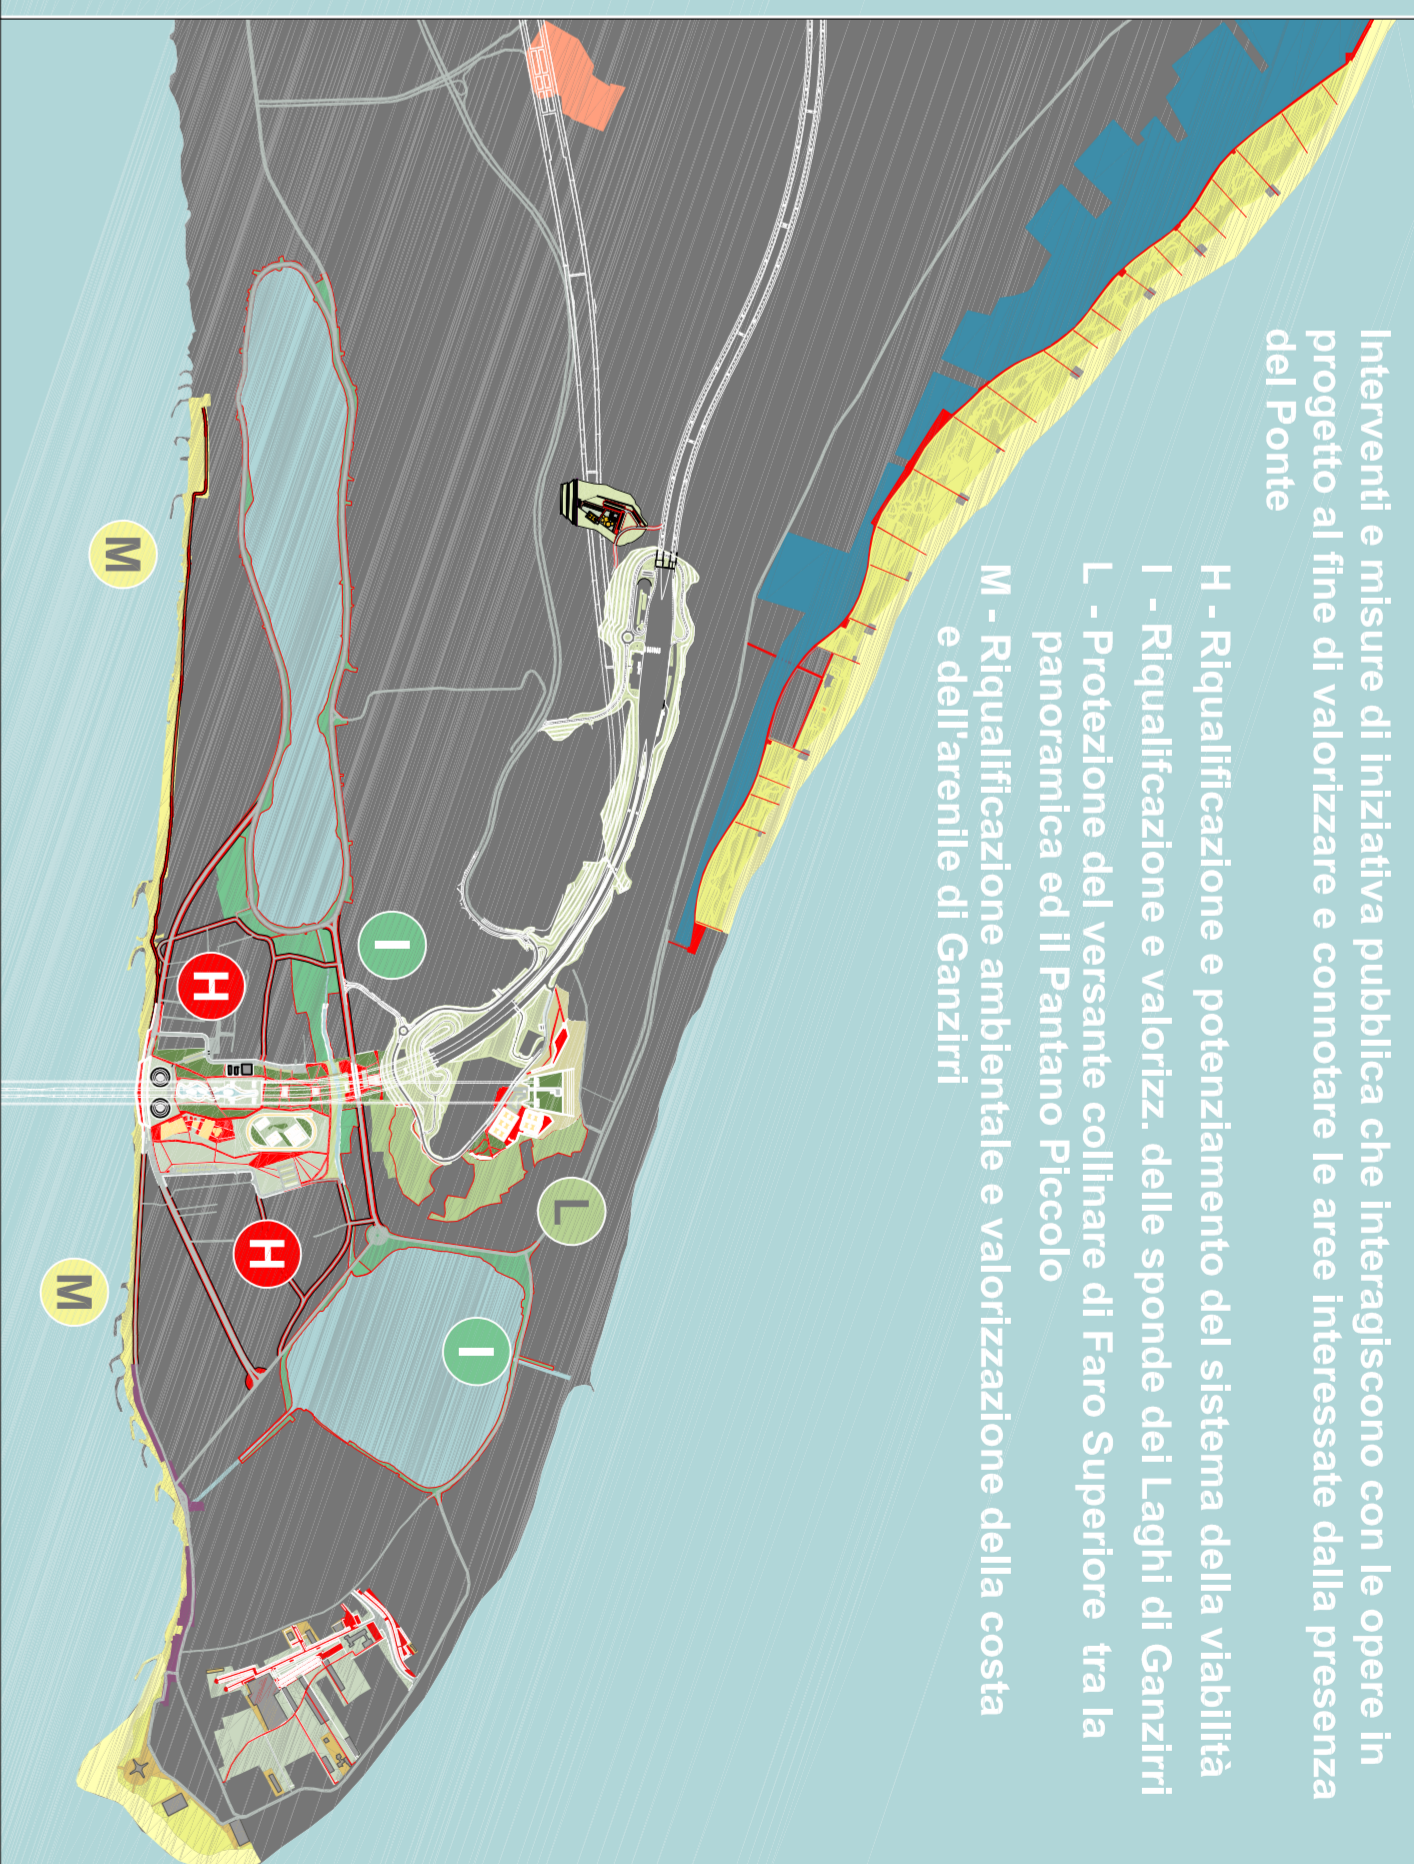 Interventi e misure di iniziativa pubblica che interagiscono con le opere in
progetto al fine di valorizzare e connotare le aree interessate dalla presenza
del Ponte
H - Riqualificazione e potenziamento del sistema della viabilità
I - Riqualifcazione e valorizz. delle sponde dei Laghi di Ganzirri
L - Protezione del versante collinare di Faro Superiore tra la
panoramica ed il Pantano Piccolo
M - Riqualificazione ambientale e valorizzazione della costa
e dell'arenile di Ganzirri
M
I
H
L
H
M
I